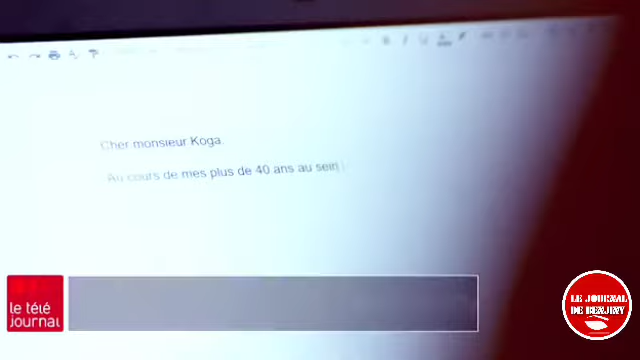 Cher monsieur Koga.
Au cours de mes plus de 40 ans au sein
le télé
journal
LE JOURNAL
DE BENJINY